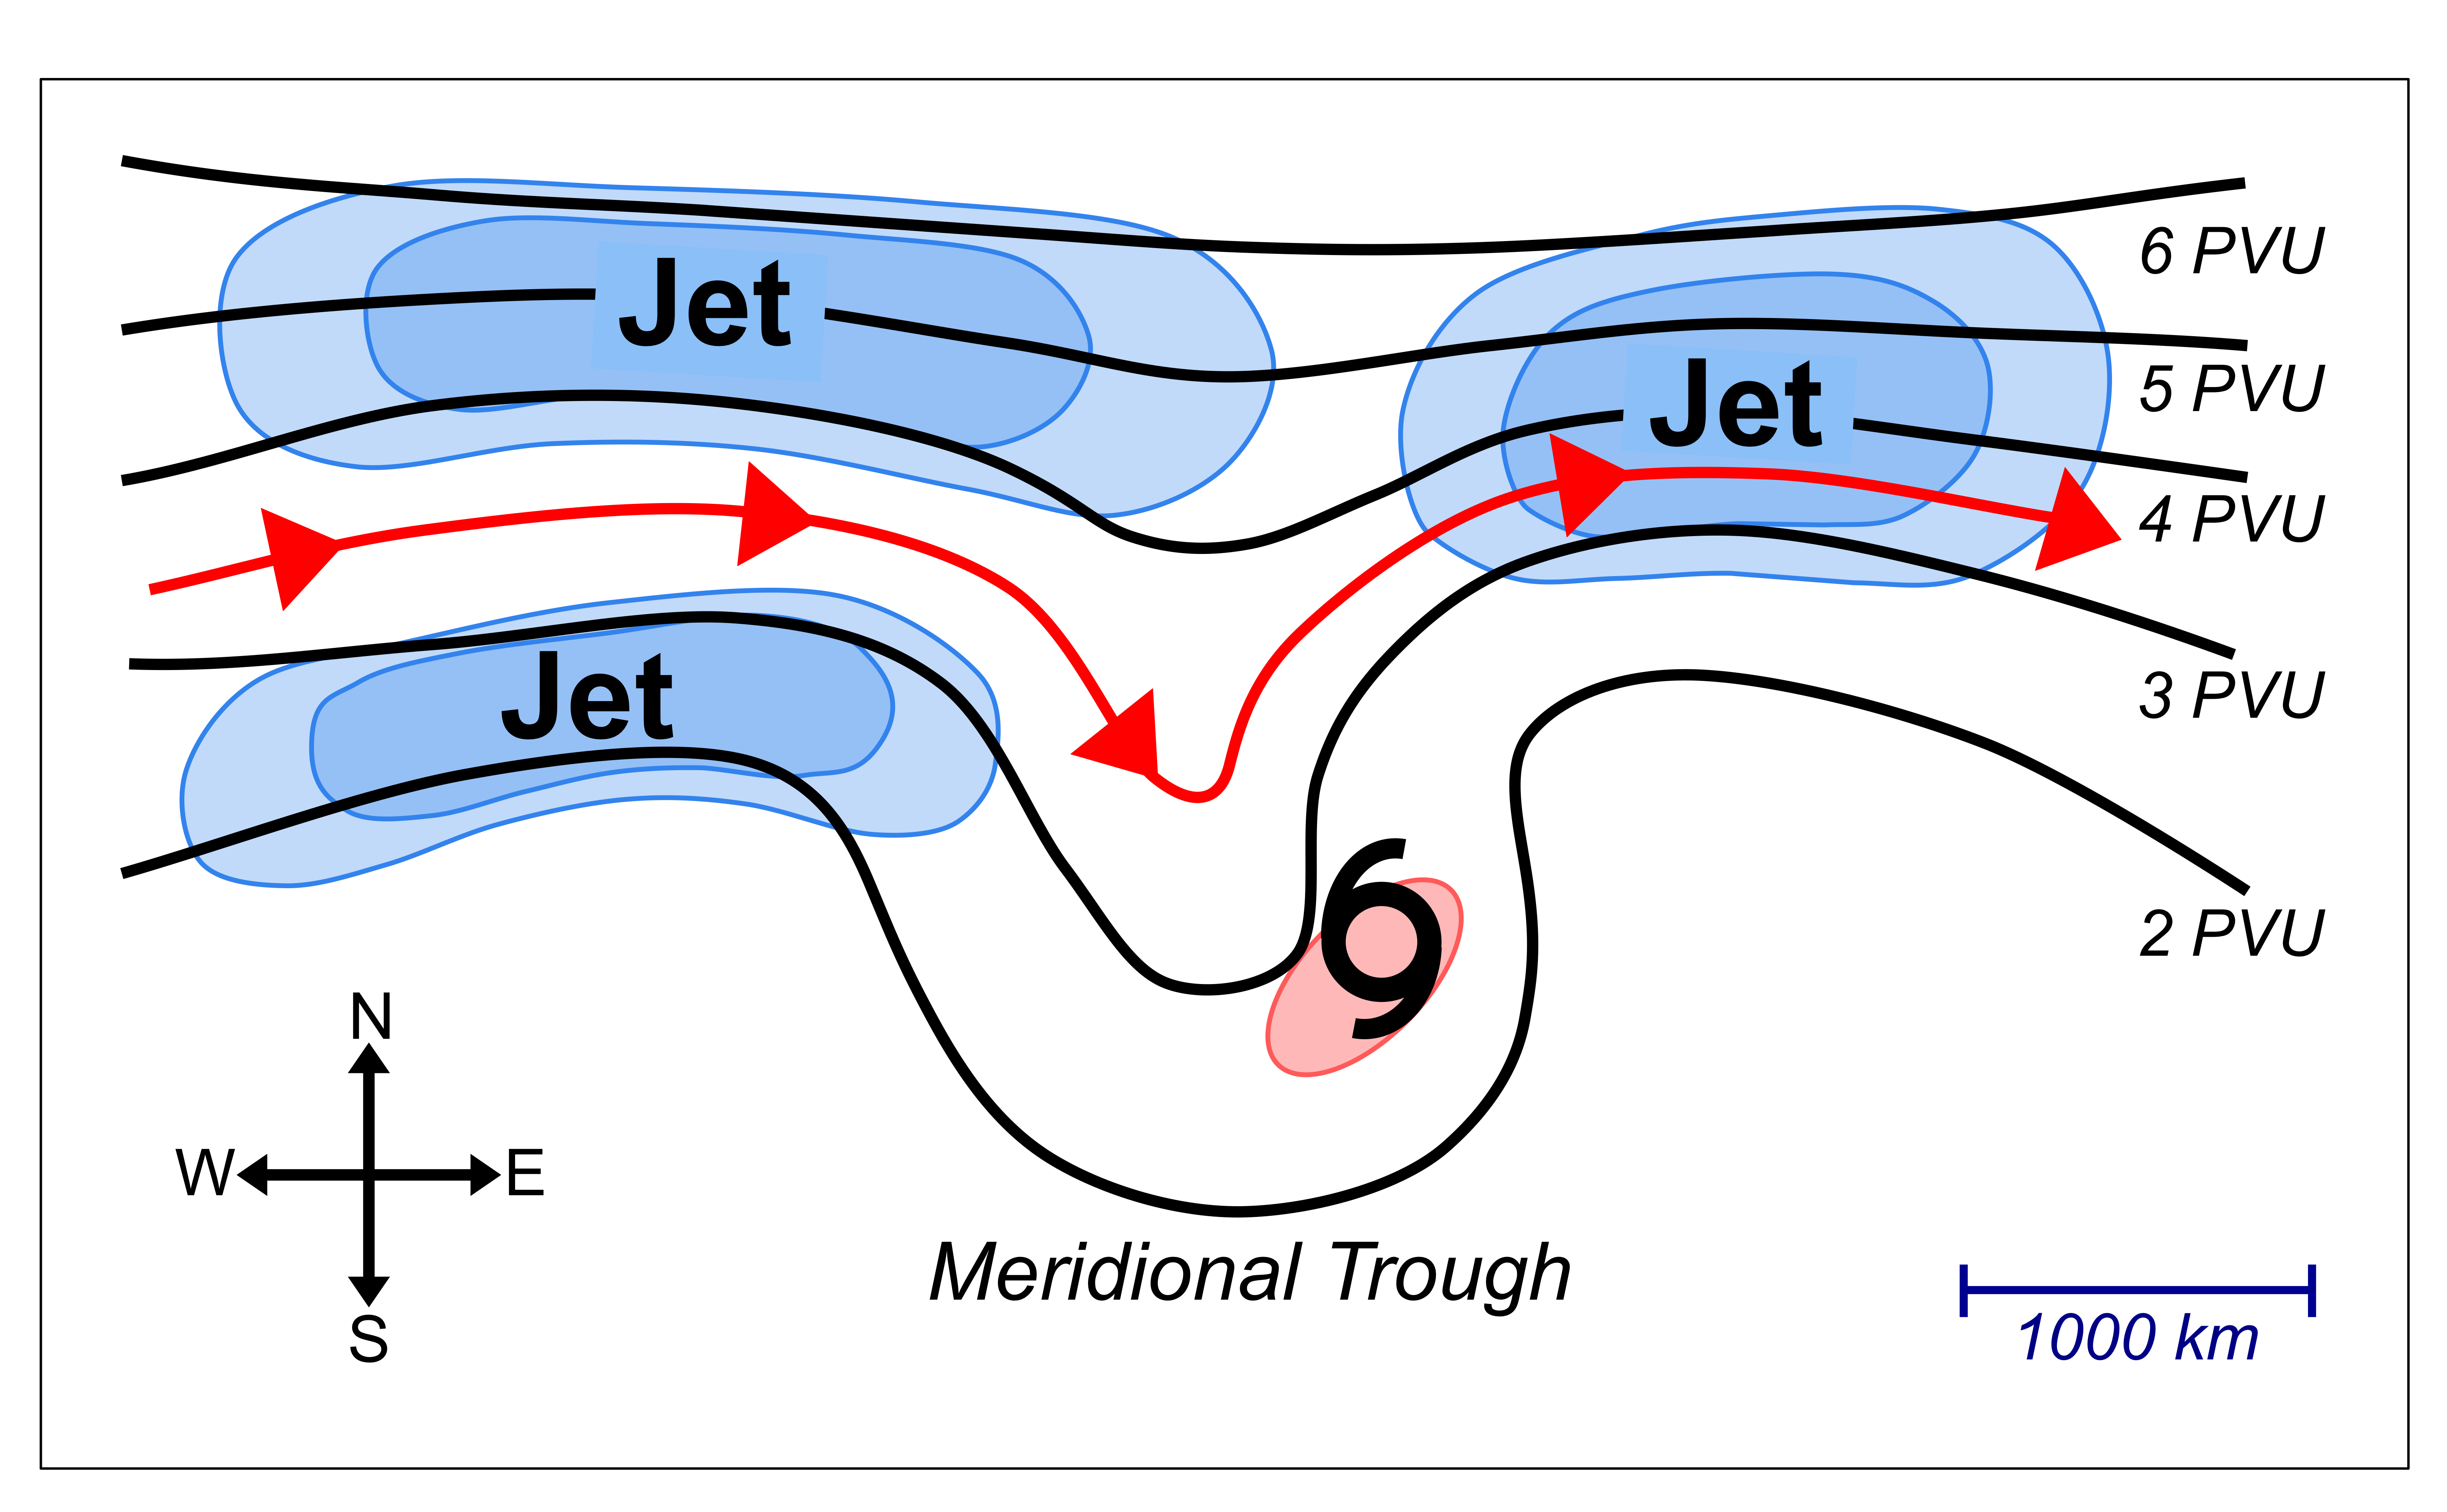 Jet
6 PVU
Jet
5 PVU
4 PVU
Jet
3 PVU
2 PVU
N
W E
S
Meridional Trough
1000 km